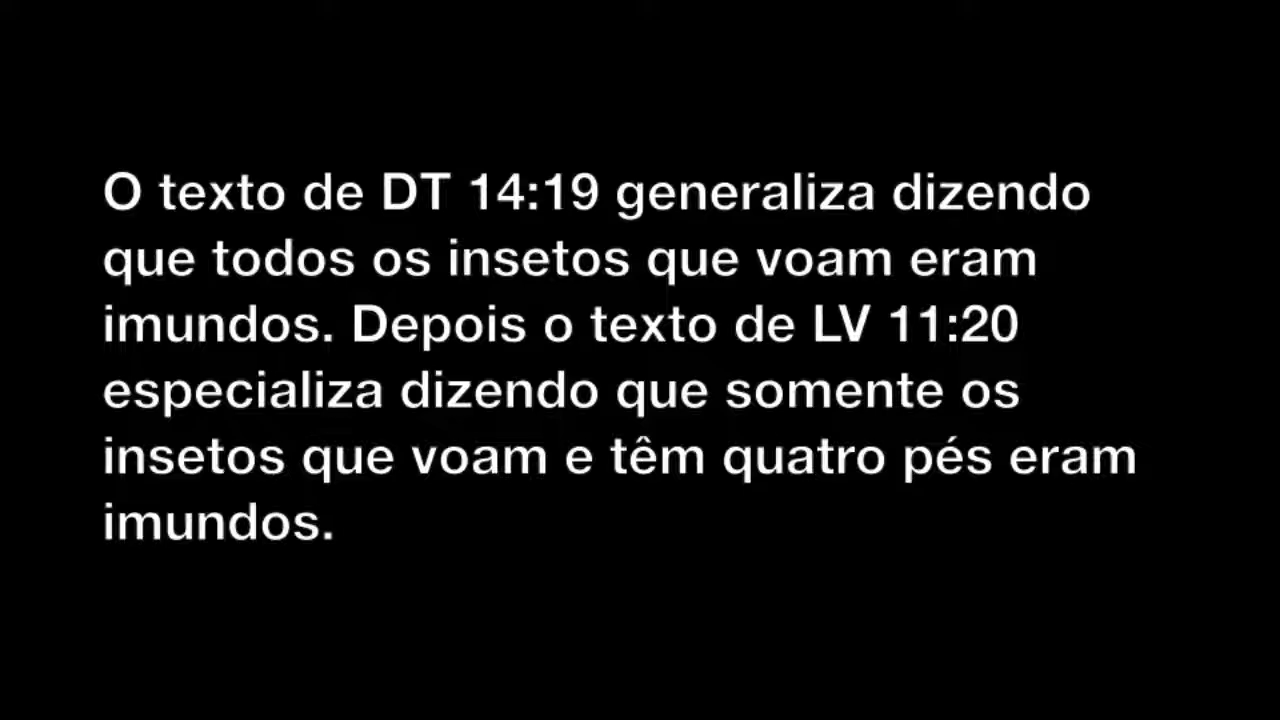 O texto de DT 14:19 generaliza dizendo
que todos os insetos que voam eram
imundos. Depois o texto de LV 11:20
especializa dizendo que somente os
insetos que voam e têm quatro pés eram
imundos.